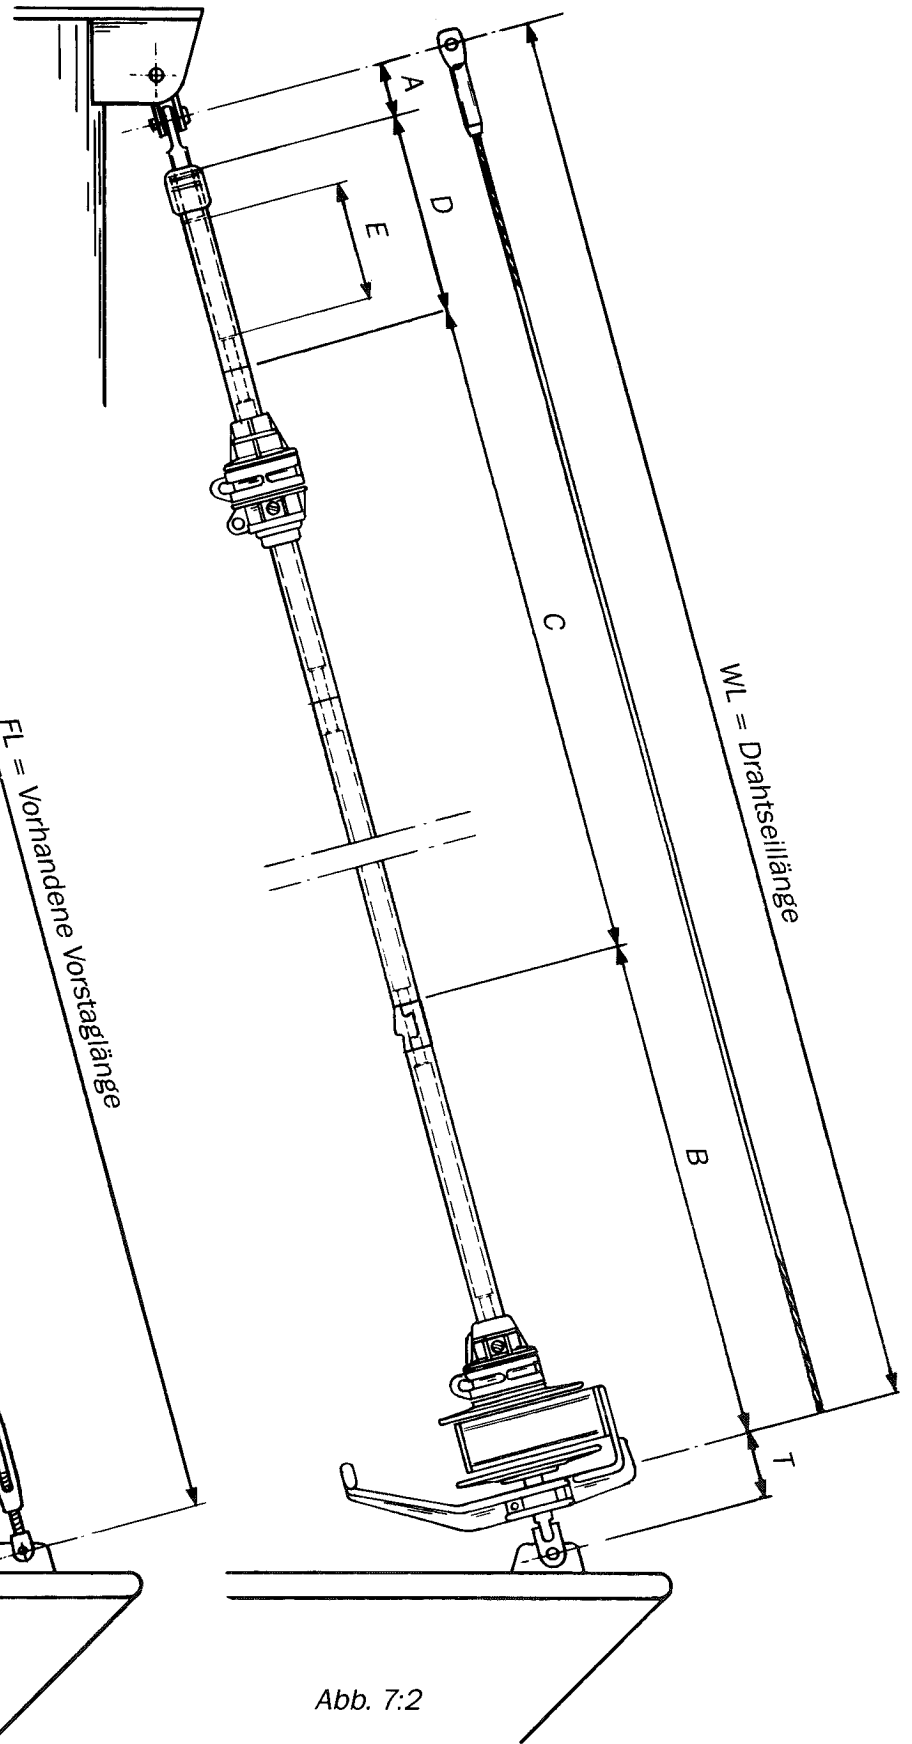 A
D
E
C
WL = Drahtseillänge
FL = Vorhandene Vorstaglänge
B
T
Abb. 7:2